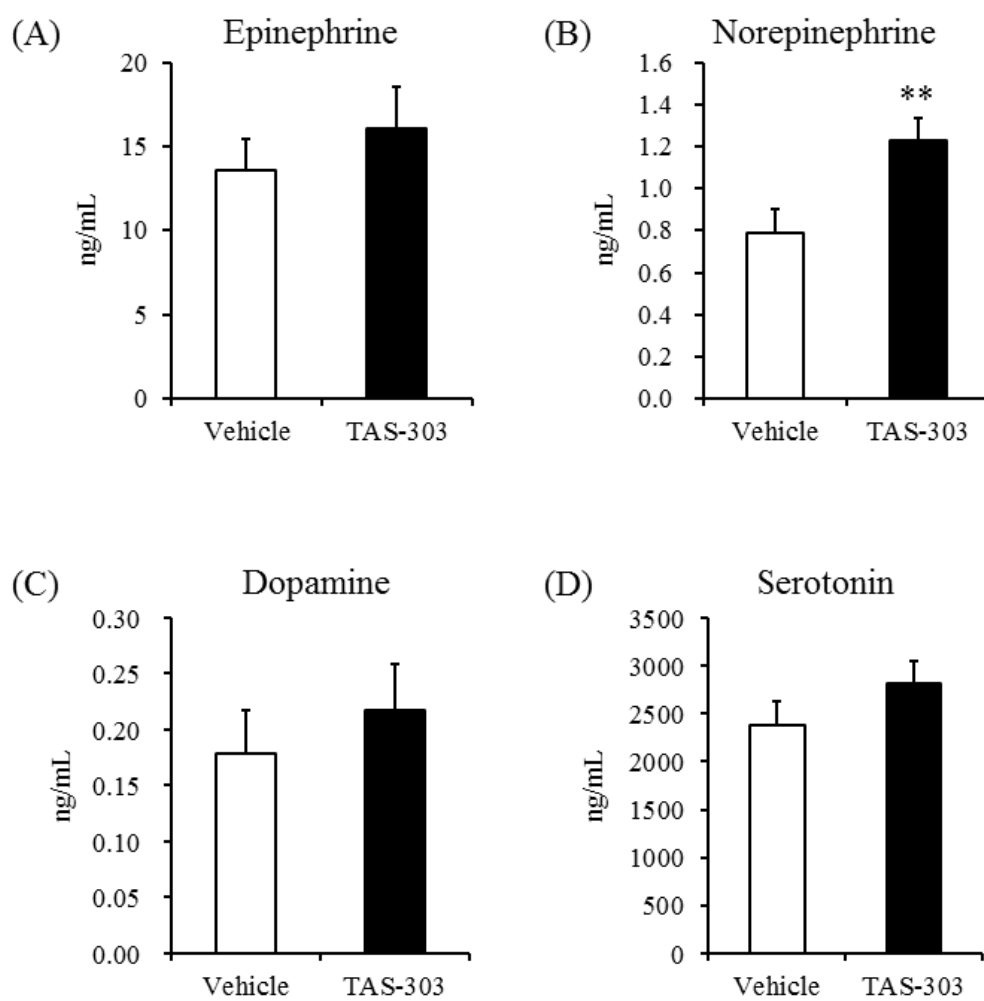 (A) Epinephrine
20
15
10
5
0
ng/mL
Vehicle TAS-303
(B) Norepinephrine
1.6
1.4
1.2
1.0
0.8
0.6
0.4
0.2
0.0
ng/mL
**
Vehicle TAS-303
(C) Dopamine
0.30
0.25
0.20
0.15
0.10
0.05
0.00
ng/mL
Vehicle TAS-303
(D) Serotonin
3500
3000
2500
2000
1500
1000
500
0
ng/mL
Vehicle TAS-303